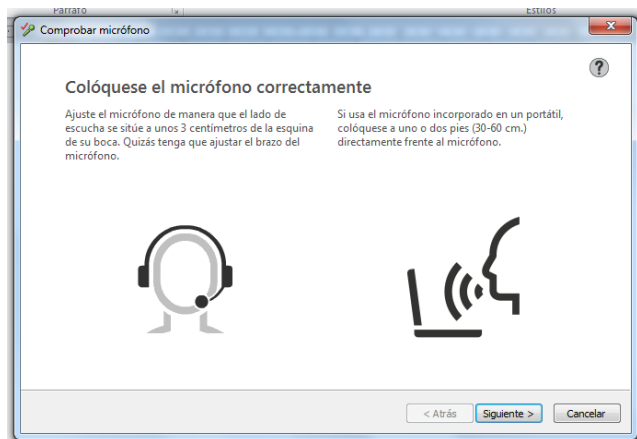 Párrafo
Estilos
Comprobar micrófono
?
Colóquese el micrófono correctamente
Ajuste el micrófono de manera que el lado de
escucha se sitúe a unos 3 centímetros de la esquina
de su boca. Quizás tenga que ajustar el brazo del
micrófono.
Si usa el micrófono incorporado en un portátil,
colóquese a uno o dos pies (30-60 cm.)
directamente frente al micrófono.
< Atrás
Siguiente >
Cancelar